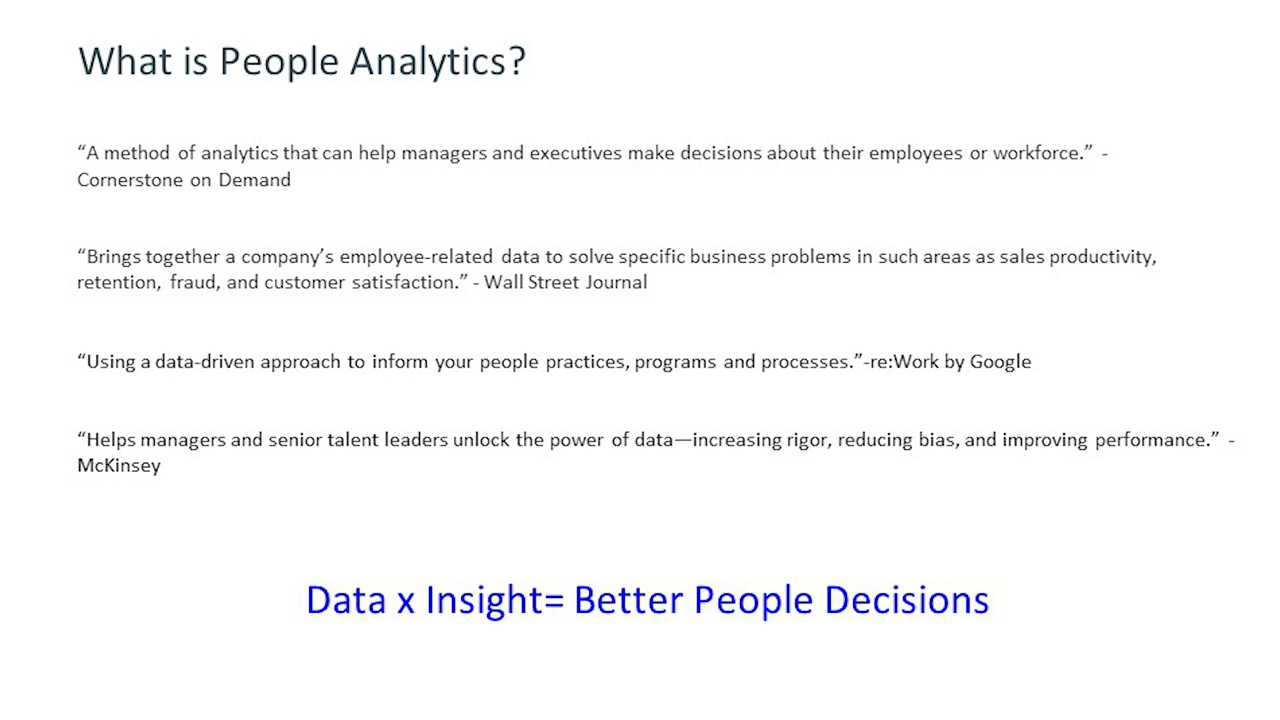 What is People Analytics?
“A method of analytics that can help managers and executives make decisions about their employees or workforce.” -
Cornerstone on Demand
“Brings together a company’s employee-related data to solve specific business problems in such areas as sales productivity,
retention, fraud, and customer satisfaction.” - Wall Street Journal
“Using a data-driven approach to inform your people practices, programs and processes.”-re:Work by Google
“Helps managers and senior talent leaders unlock the power of data—increasing rigor, reducing bias, and improving performance.” -
McKinsey
Data x Insight= Better People Decisions